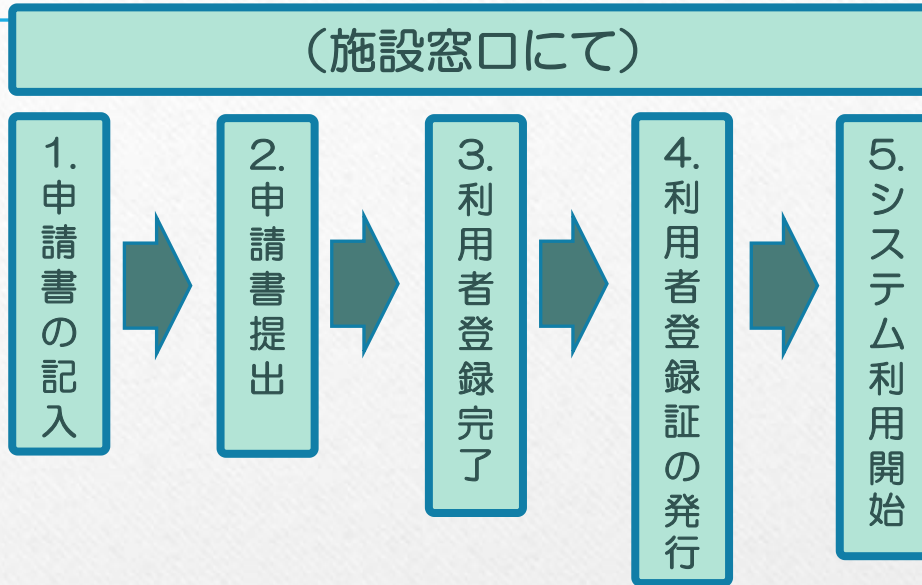 (施設窓口にて)
1.申請書の記入
2.申請書提出
3.利用者登録完了
4.利用者登録証の発行
5.システム利用開始